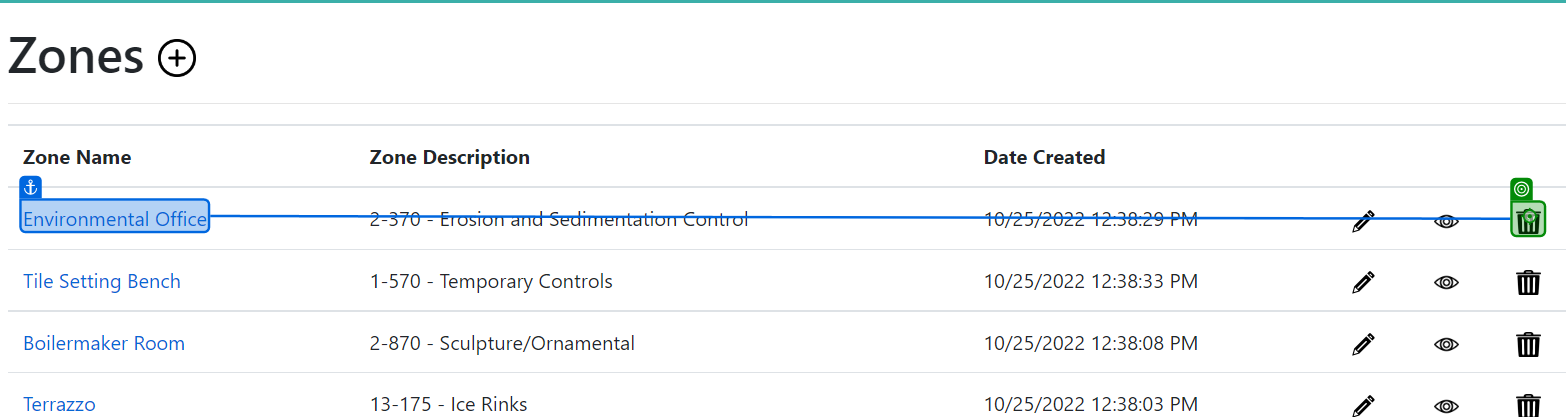 Zones
Zone Name Zone Description Date Created
Environmental Office 2-370 - Erosion and Sedimentation Control 10/25/2022 12:38:29 PM
Tile Setting Bench 1-570 - Temporary Controls 10/25/2022 12:38:33 PM
Boilermaker Room 2-870 - Sculpture/Ornamental 10/25/2022 12:38:08 PM
Terrazzo 13-175 - Ice Rinks 10/25/2022 12:38:03 PM